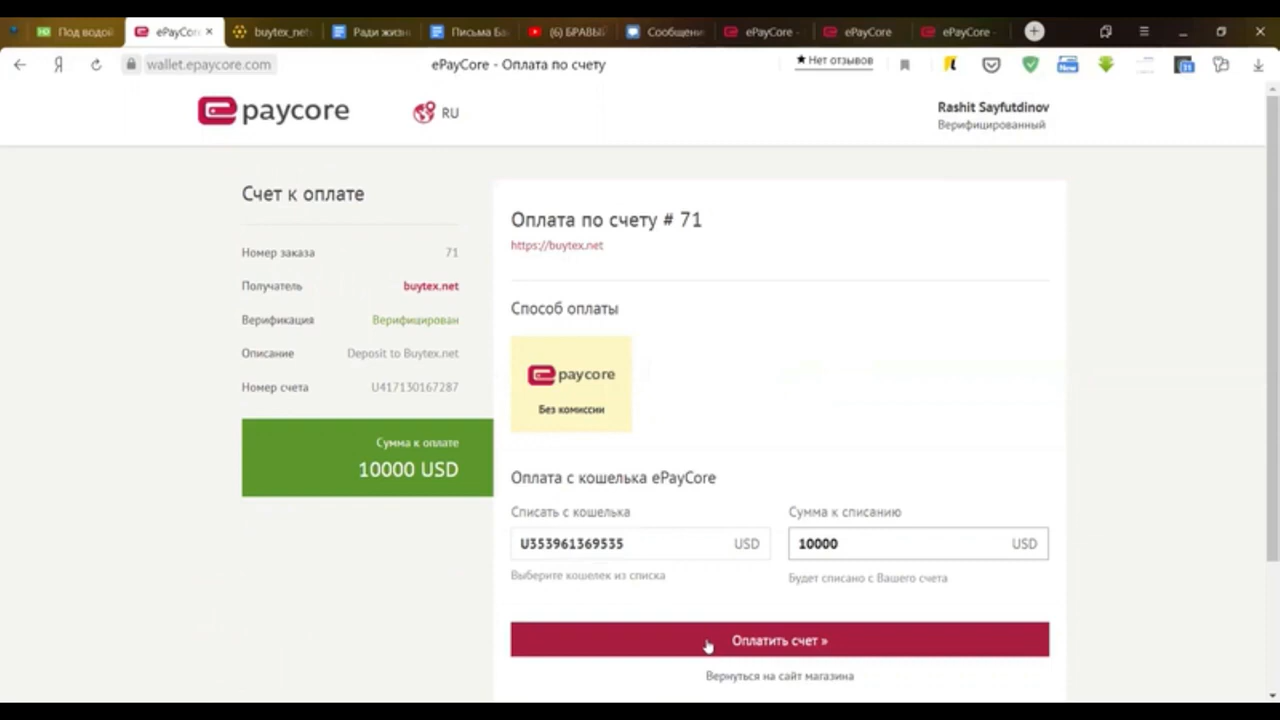 Под водой
ePayCor
buytex_net
Ради жизн
Письма Ба
(6) БРАВЫ
Сообщени
ePayCore -
ePayCore
ePayCore -
wallet.epaycore.com
ePayCore - Оплата по счету
★ Нет отзывов
epaycore
RU
Rashit Sayfutdinov
Верифицированный
Счет к оплате
Номер заказа 71
Получатель buytex.net
Верификация Верифицирован
Описание Deposit to Buytex.net
Номер счета U417130167287
Сумма к оплате
10000 USD
Оплата по счету # 71
https://buytex.net
Способ оплаты
epaycore
Без комиссии
Оплата с кошелька ePayCore
Списать с кошелька Сумма к списанию
U353961369535 USD 10000 USD
Выберите кошелек из списка Будет списано с Вашего счета
Оплатить счет »
Вернуться на сайт магазина